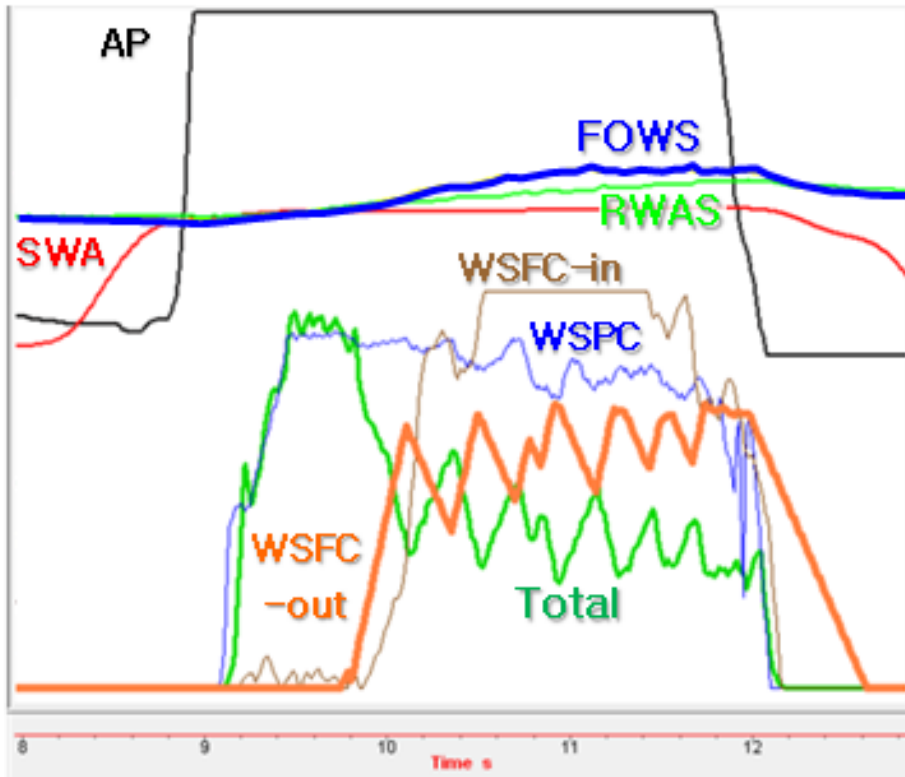 AP
FOWS
RWAS
SWA
WSFC-in
WSPC
WSFC
-out
Total
8 9 10 11 12
Time s